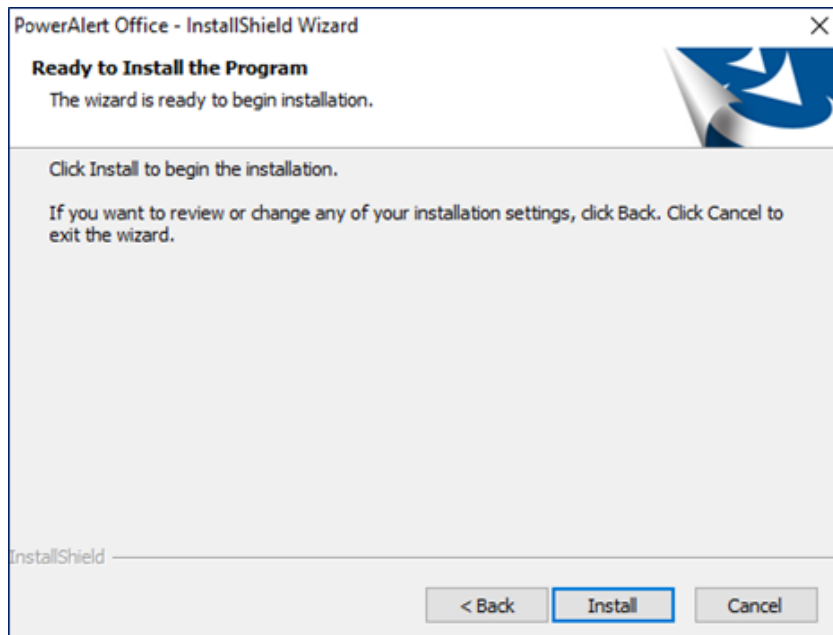 PowerAlert Office - InstallShield Wizard
Ready to Install the Program
The wizard is ready to begin installation.
Click Install to begin the installation.
If you want to review or change any of your installation settings, click Back. Click Cancel to
exit the wizard.
InstallShield
< Back
Install
Cancel